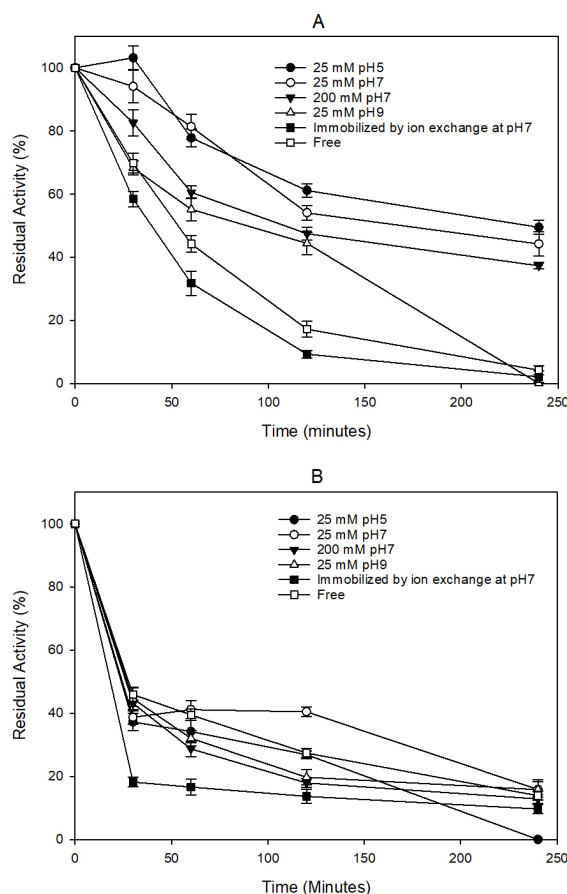 A
Residual Activity (%)
100
80
60
40
20
0
25 mM pH5
25 mM pH7
200 mM pH7
25 mM pH9
Immobilized by ion exchange at pH7
Free
0
50
100
150
200
250
Time (minutes)
B
Residual Activity (%)
100
80
60
40
20
0
25 mM pH5
25 mM pH7
200 mM pH7
25 mM pH9
Immobilized by ion exchange at pH7
Free
0
50
100
150
200
250
Time (Minutes)